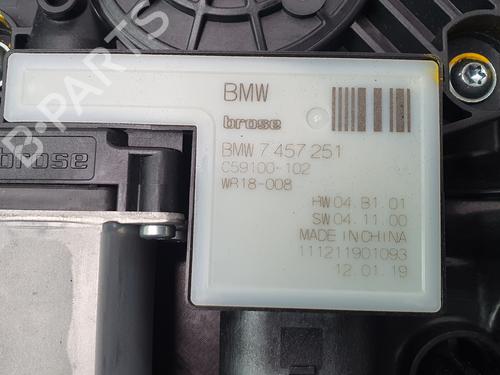 BMW
brose
BMW 7 457 251
C59100-102
WR18-008
HW 04.B1.01
SW 04.11.00
MADE IN CHINA
111211901093
12.01.19
brose
B-PARTS